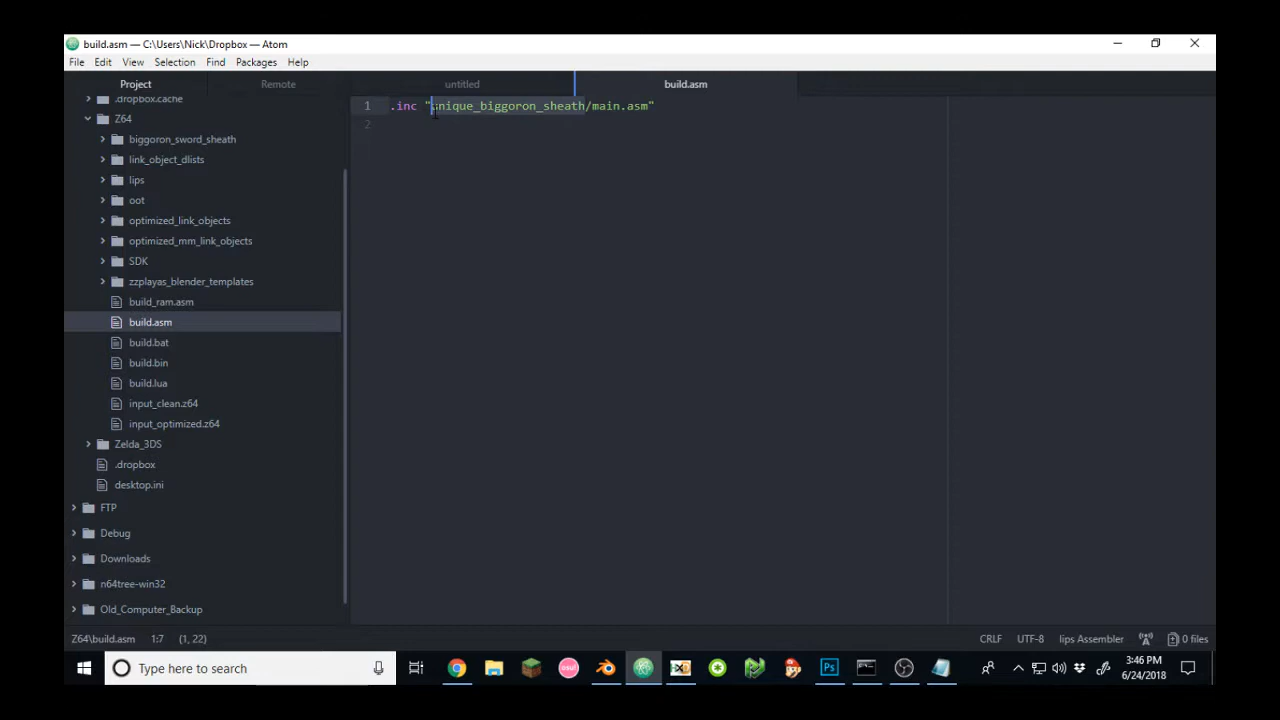 build.asm — C:\Users\Nick\Dropbox — Atom
File Edit View Selection Find Packages Help
Project Remote untitled build.asm
.dropbox.cache
Z64
biggoron_sword_sheath
link_object_dlists
lips
oot
optimized_link_objects
optimized_mm_link_objects
SDK
zzplayas_blender_templates
build_ram.asm
build.asm
build.bat
build.bin
build.lua
input_clean.z64
input_optimized.z64
Zelda_3DS
.dropbox
desktop.ini
FTP
Debug
Downloads
n64tree-win32
Old_Computer_Backup
1 .inc "unique_biggoron_sheath/main.asm"
2
Z64\build.asm 1:7 (1, 22) CRLF UTF-8 lips Assembler 0 files
Type here to search
osu!
Ps
3:46 PM
6/24/2018